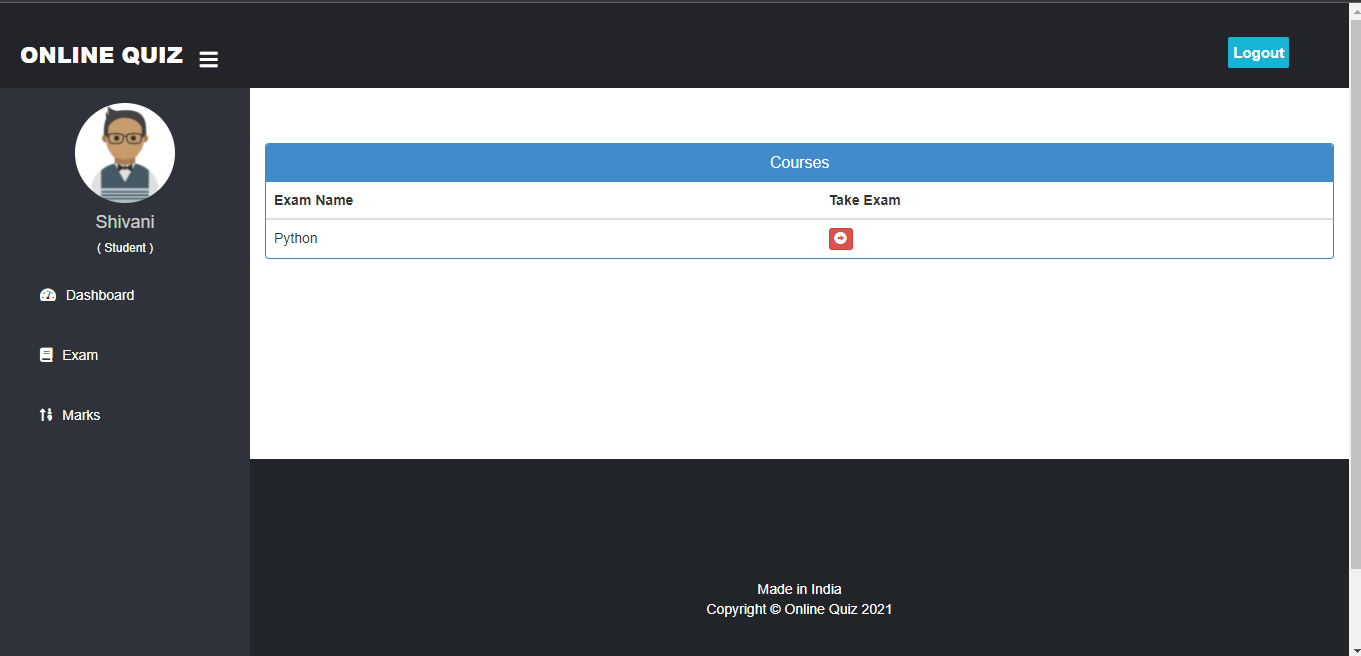 ONLINE QUIZ
Logout
Shivani
( Student )
Dashboard
Exam
Marks
Courses
Exam Name Take Exam
Python
Made in India
Copyright © Online Quiz 2021